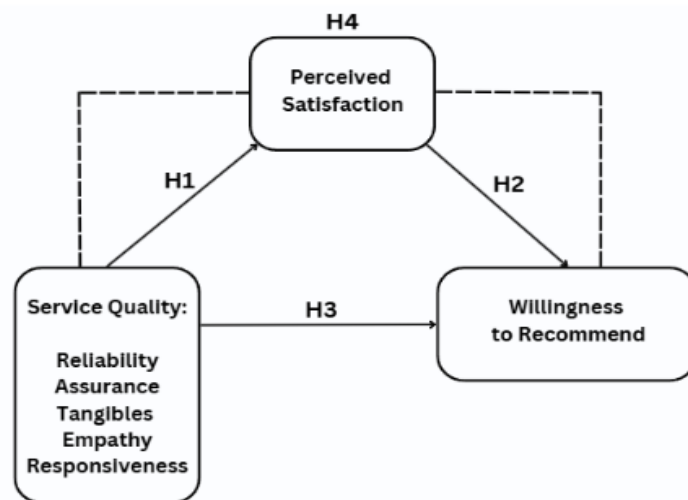 H4
Perceived
Satisfaction
H1
H2
Service Quality:
Reliability
Assurance
Tangibles
Empathy
Responsiveness
H3
Willingness
to Recommend